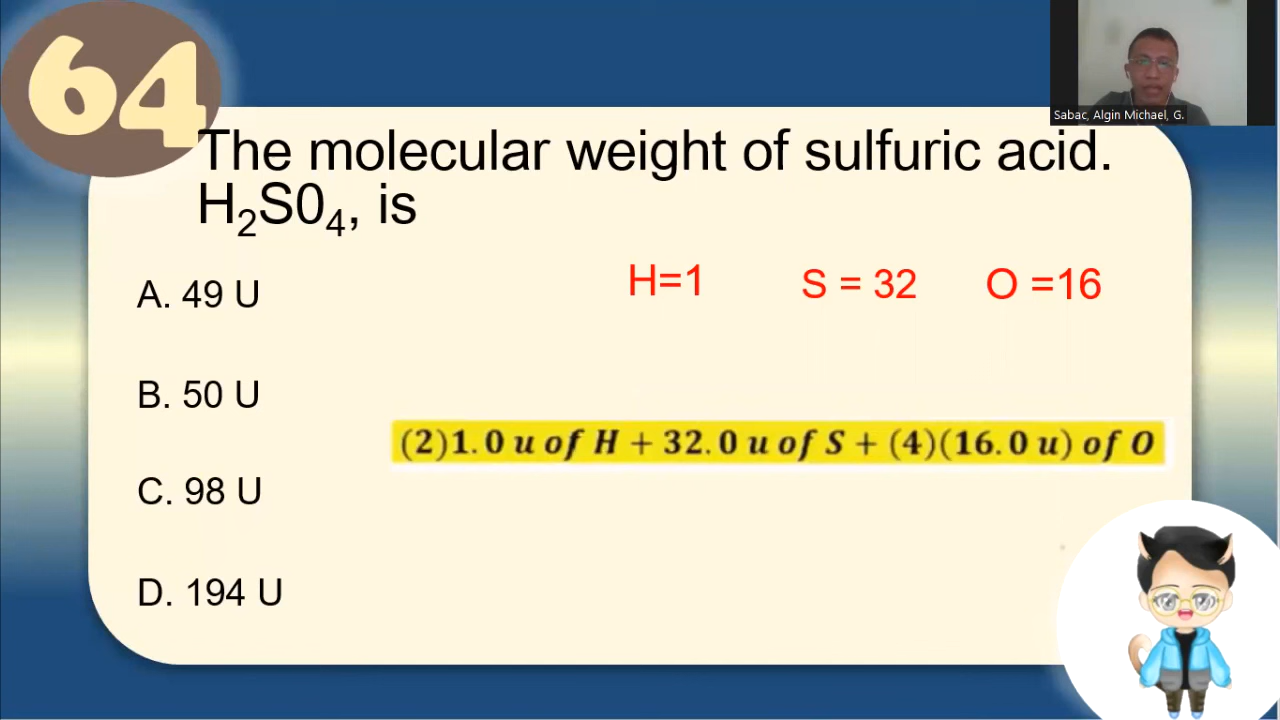 64
Sabac, Algin Michael, G.
The molecular weight of sulfuric acid.
H₂S0₄, is
H=1 S = 32 O =16
A. 49 U
B. 50 U
(2)1.0 u of H + 32.0 u of S + (4)(16.0 u) of O
C. 98 U
D. 194 U